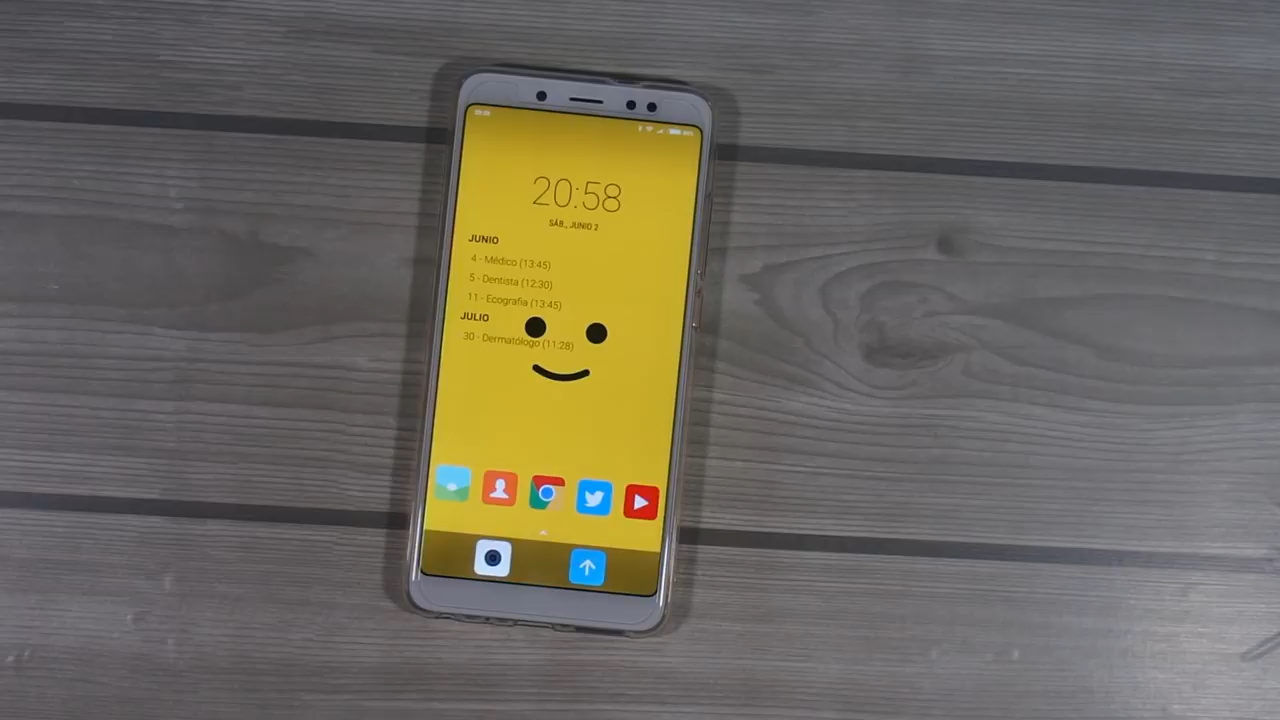 20:58
SÁB., JUNIO 2
JUNIO
4 - Médico (13:45)
5 - Dentista (12:30)
11 - Ecografia (13:45)
JULIO
30 - Dermatólogo (11:28)